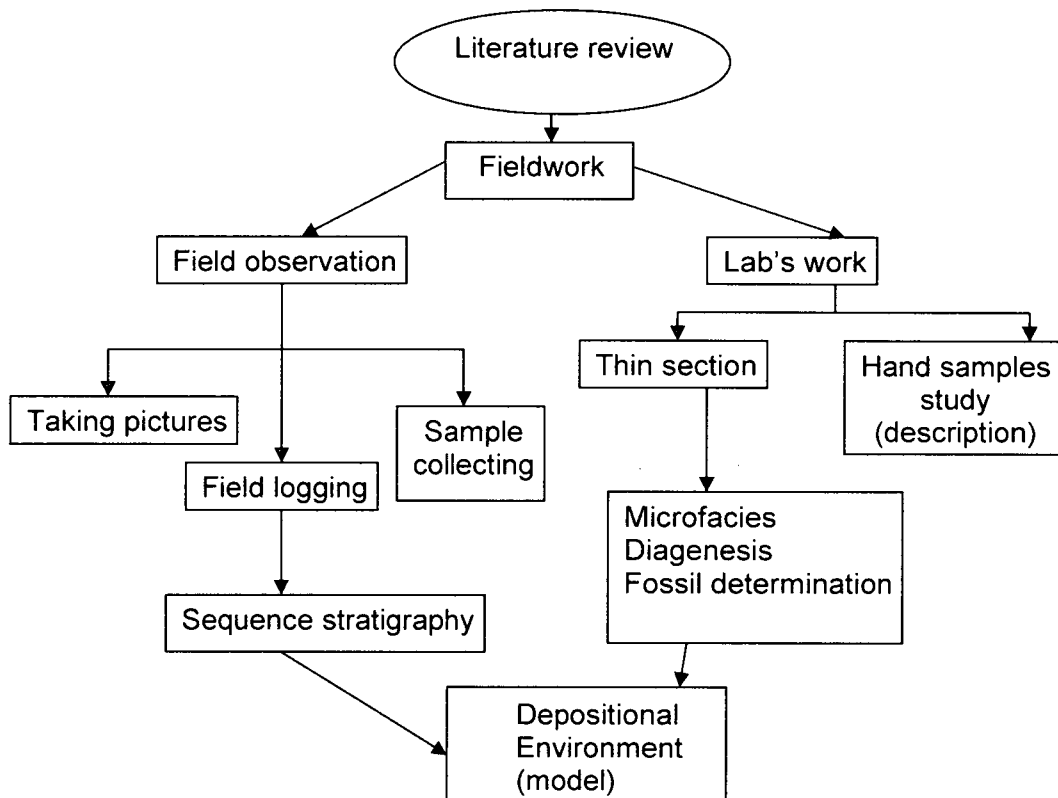 Literature review
Fieldwork
Field observation
Lab's work
Taking pictures
Field logging
Sample
collecting
Thin section
Hand samples
study
(description)
Microfacies
Diagenesis
Fossil determination
Sequence stratigraphy
Depositional
Environment
(model)